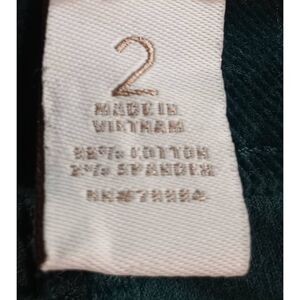 2
MADE IN
VIETNAM
98% COTTON
2% SPANDEX